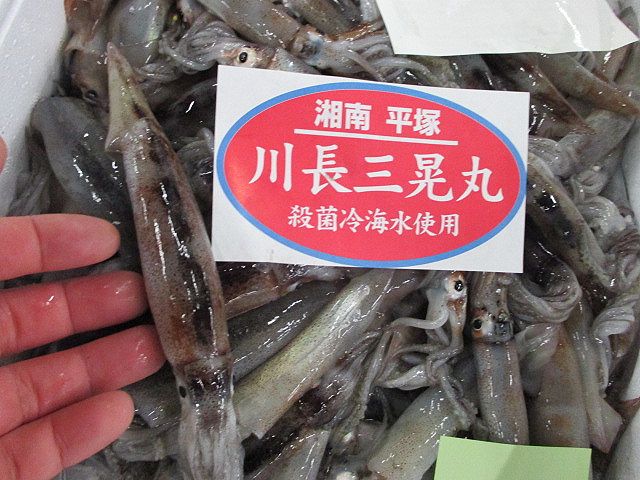 湘南 平塚
川長三晃丸
殺菌冷海水使用